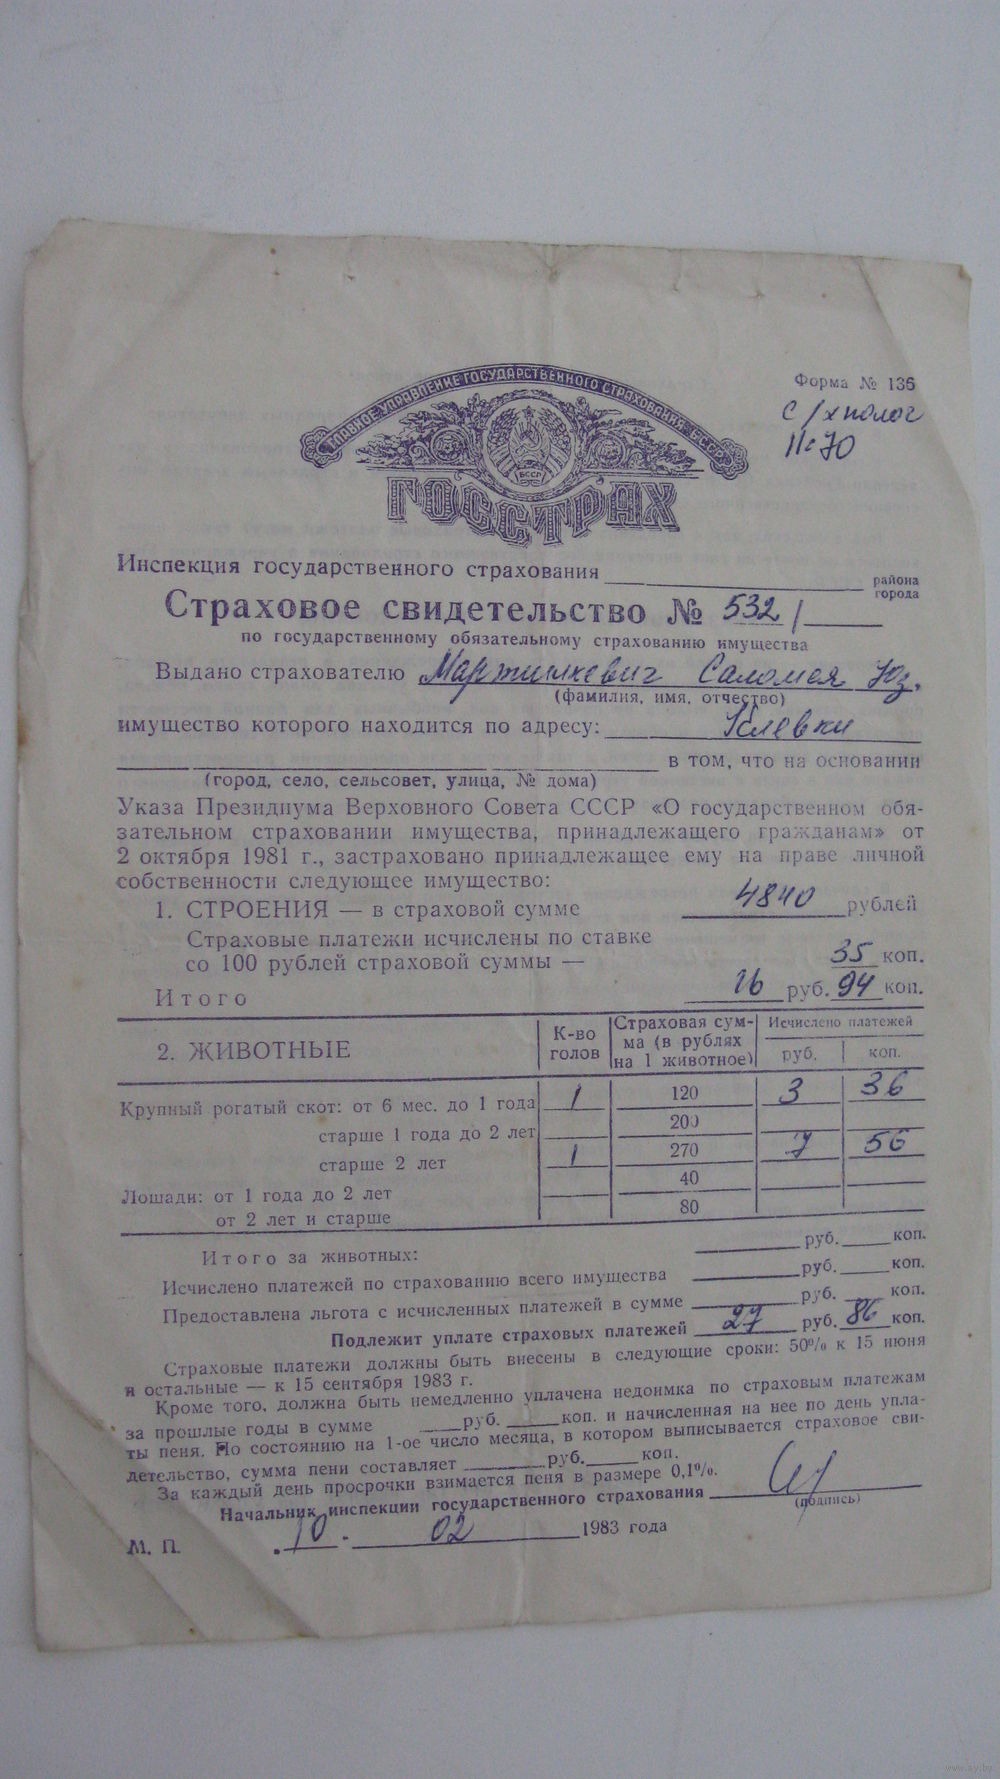 ГЛАВНОЕ УПРАВЛЕНИЕ ГОСУДАРСТВЕННОГО СТРАХОВАНИЯ БССР
БССР
ГОССТРАХ
Форма № 136
с/х налог
№ 70
Инспекция государственного страхования района города
Страховое свидетельство № 532/
по государственному обязательному страхованию имущества
Выдано страхователю Мартинкевич Саломея Юз.
(фамилия, имя, отчество)
имущество которого находится по адресу: Клевки
в том, что на основании
(город, село, сельсовет, улица, № дома)
Указа Президиума Верховного Совета СССР «О государственном обя-
зательном страховании имущества, принадлежащего гражданам» от
2 октября 1981 г., застраховано принадлежащее ему на праве личной
собственности следующее имущество:
1. СТРОЕНИЯ — в страховой сумме 4840 рублей
Страховые платежи исчислены по ставке
со 100 рублей страховой суммы — 35 коп.
Итого 16 руб. 94 коп.
2. ЖИВОТНЫЕ К-во голов Страховая сум-ма (в рублях на 1 животное) Исчислено платежей руб. коп.
Крупный рогатый скот: от 6 мес. до 1 года 1 120 3 36
старше 1 года до 2 лет 200
старше 2 лет 1 270 7 56
Лошади: от 1 года до 2 лет 40
от 2 лет и старше 80
Итого за животных: руб. коп.
Исчислено платежей по страхованию всего имущества руб. коп.
Предоставлена льгота с исчисленных платежей в сумме руб. коп.
Подлежит уплате страховых платежей 27 руб. 86 коп.
Страховые платежи должны быть внесены в следующие сроки: 50% к 15 июня
и остальные — к 15 сентября 1983 г.
Кроме того, должна быть немедленно уплачена недоимка по страховым платежам
за прошлые годы в сумме руб. коп. и начисленная на нее по день упла-
ты пеня. По состоянию на 1-ое число месяца, в котором выписывается страховое сви-
детельство, сумма пени составляет руб. коп.
За каждый день просрочки взимается пеня в размере 0,1%.
Начальник инспекции государственного страхования
(подпись)
М. П. 10. 02 1983 года
www.ay.by